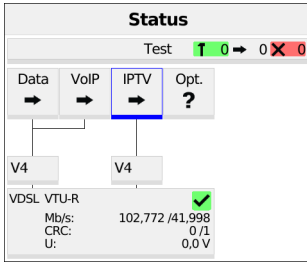 Status
Test 0 0 0
Data VoIP IPTV Opt.
?
V4 V4
VDSL VTU-R
Mb/s: 102,772 /41,998
CRC: 0 /1
U: 0,0 V